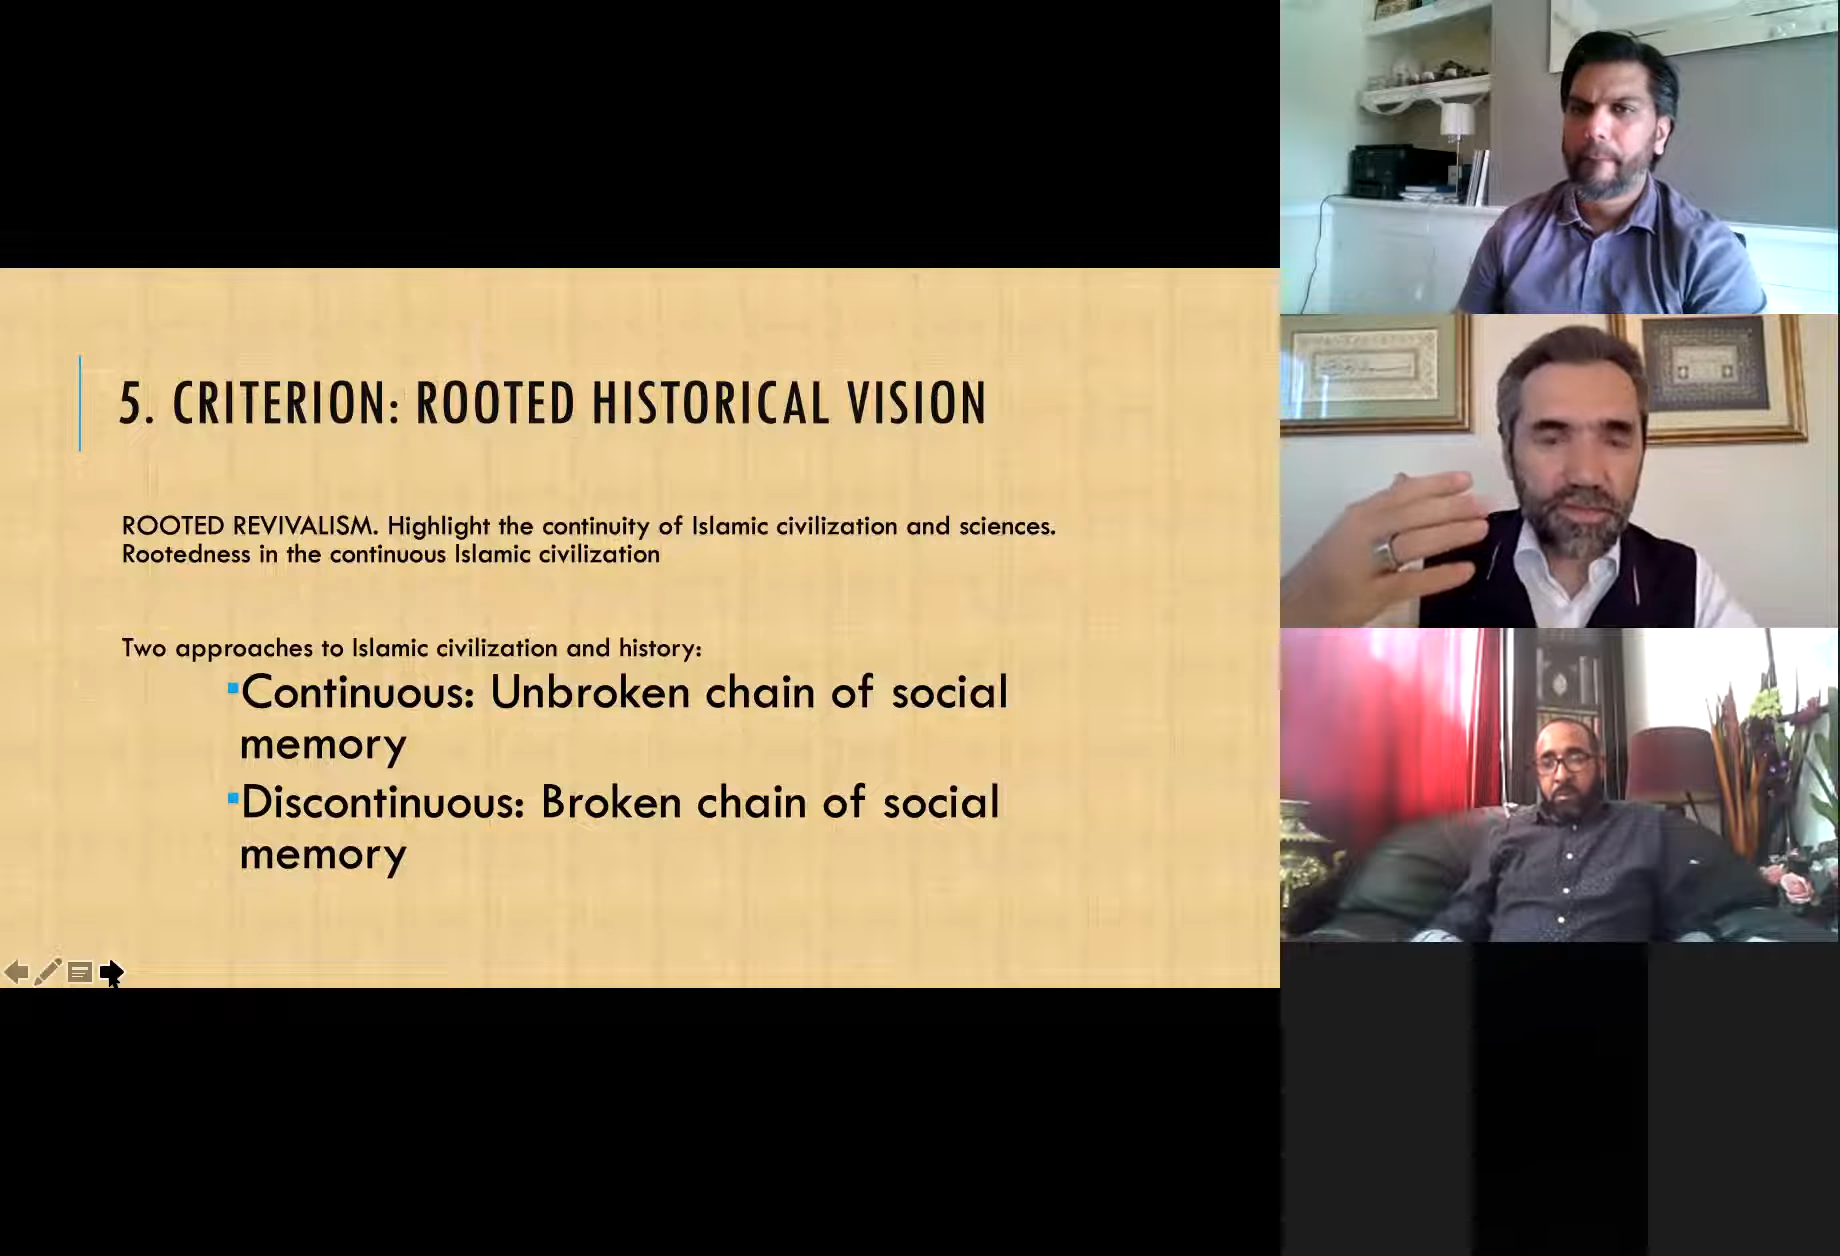 5. CRITERION: ROOTED HISTORICAL VISION
ROOTED REVIVALISM. Highlight the continuity of Islamic civilization and sciences.
Rootedness in the continuous Islamic civilization
Two approaches to Islamic civilization and history:
▪Continuous: Unbroken chain of social
memory
▪Discontinuous: Broken chain of social
memory